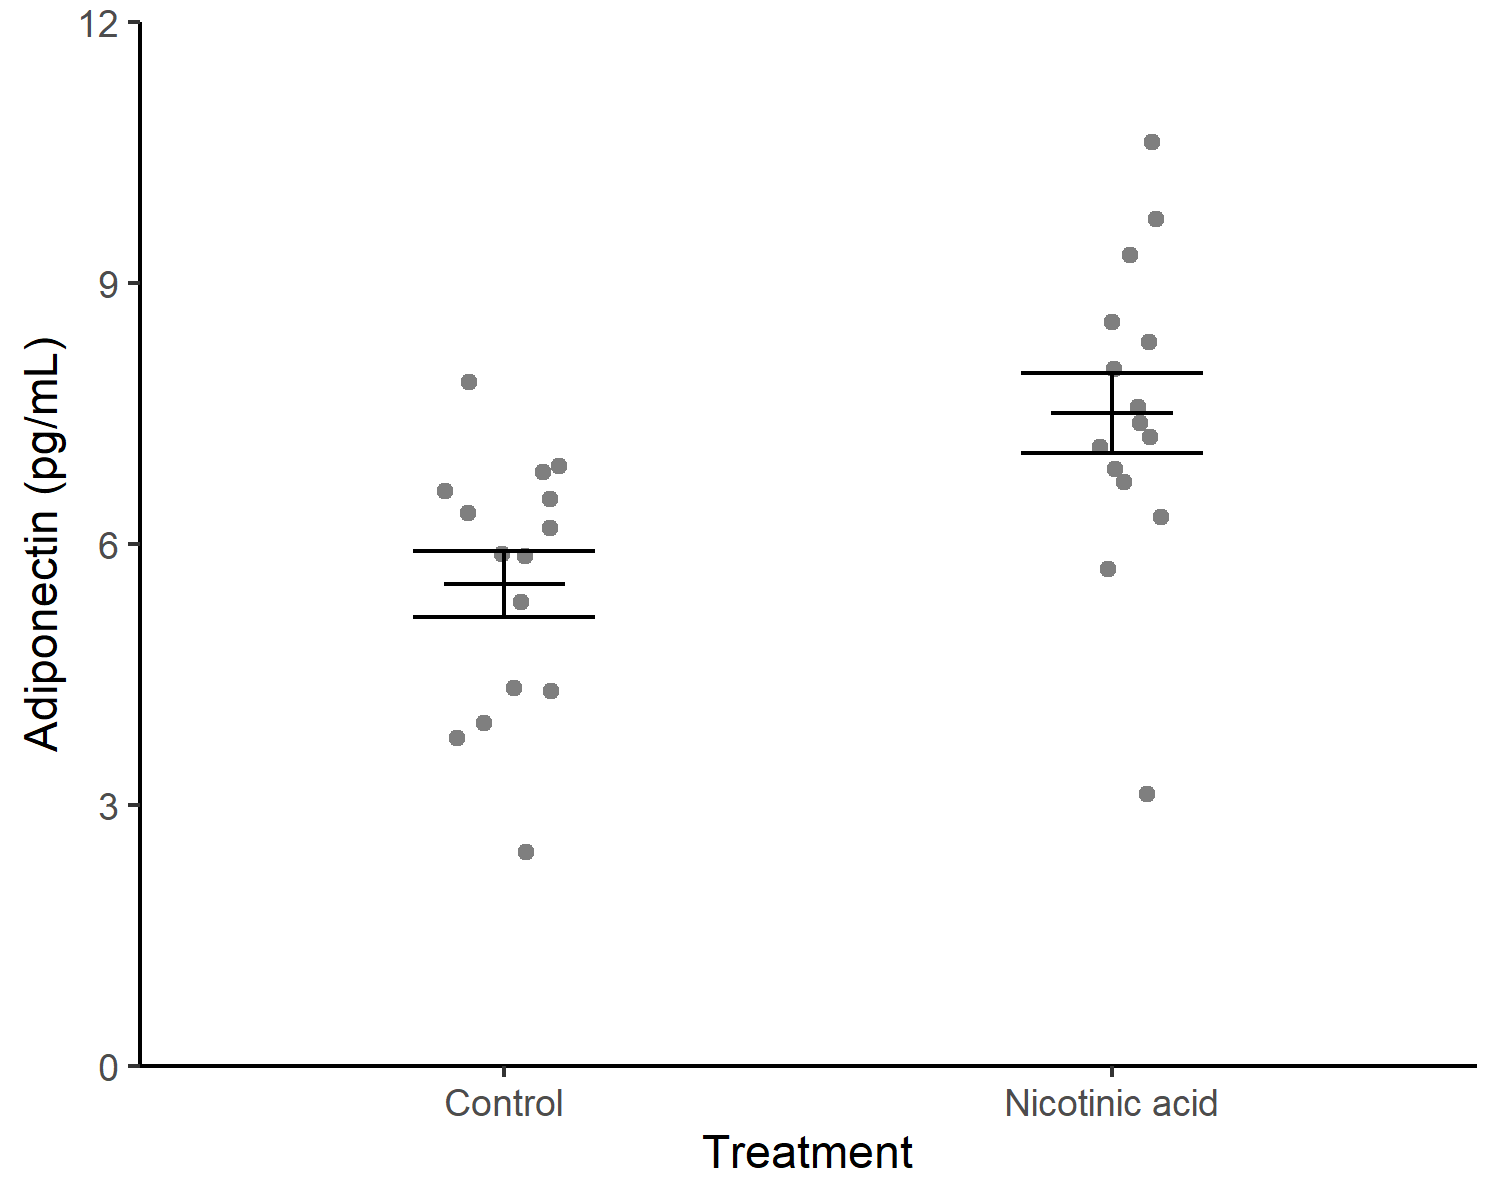 12
9
6
3
0
Adiponectin (pg/mL)
Control
Nicotinic acid
Treatment